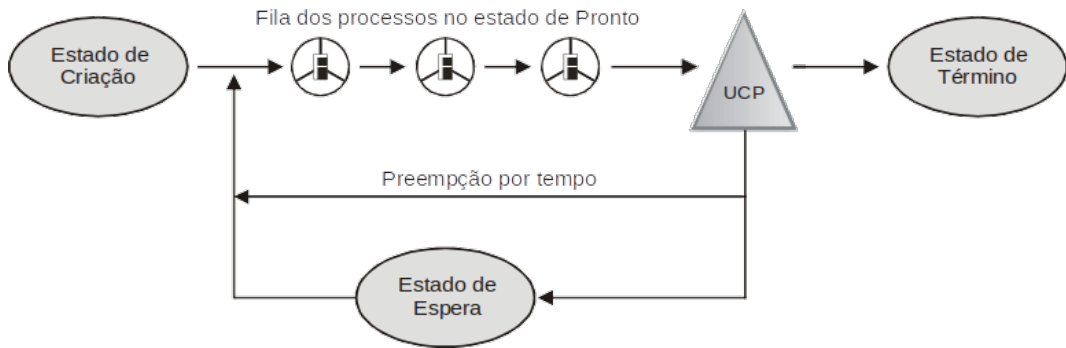 Fila dos processos no estado de Pronto
Estado de
Criação
UCP
Estado de
Término
Preempção por tempo
Estado de
Espera